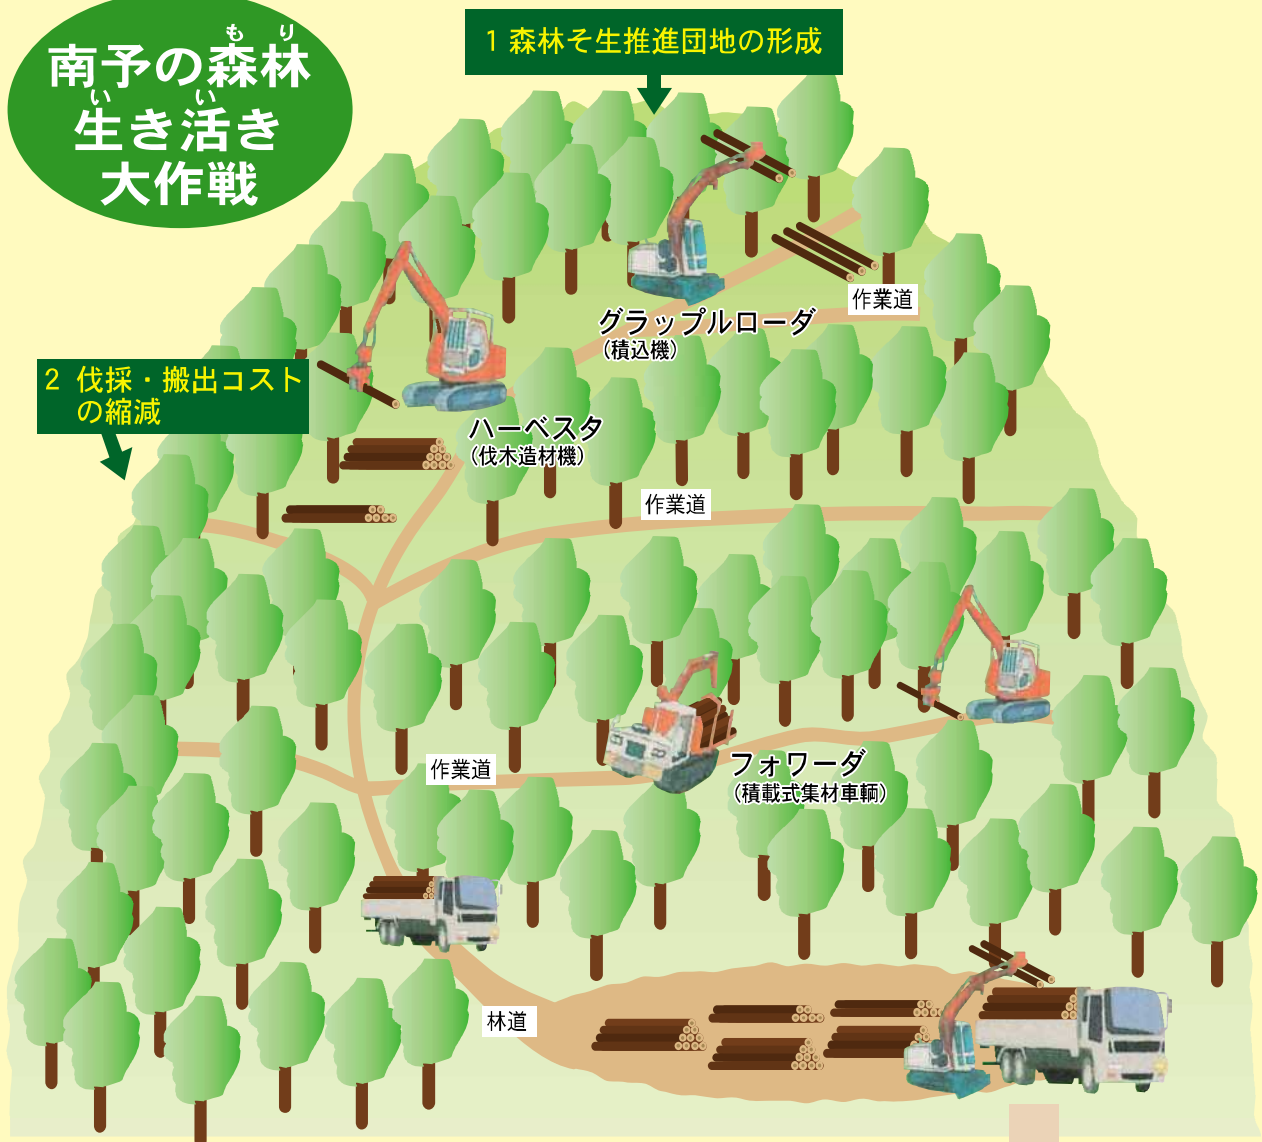 南予の森林
もり
生き活き
いい
大作戦
1 森林そ生推進団地の形成
作業道
グラップルローダ
(積込機)
2 伐採・搬出コスト
の縮減
ハーベスタ
(伐木造材機)
作業道
フォワーダ
(積載式集材車輌)
作業道
林道